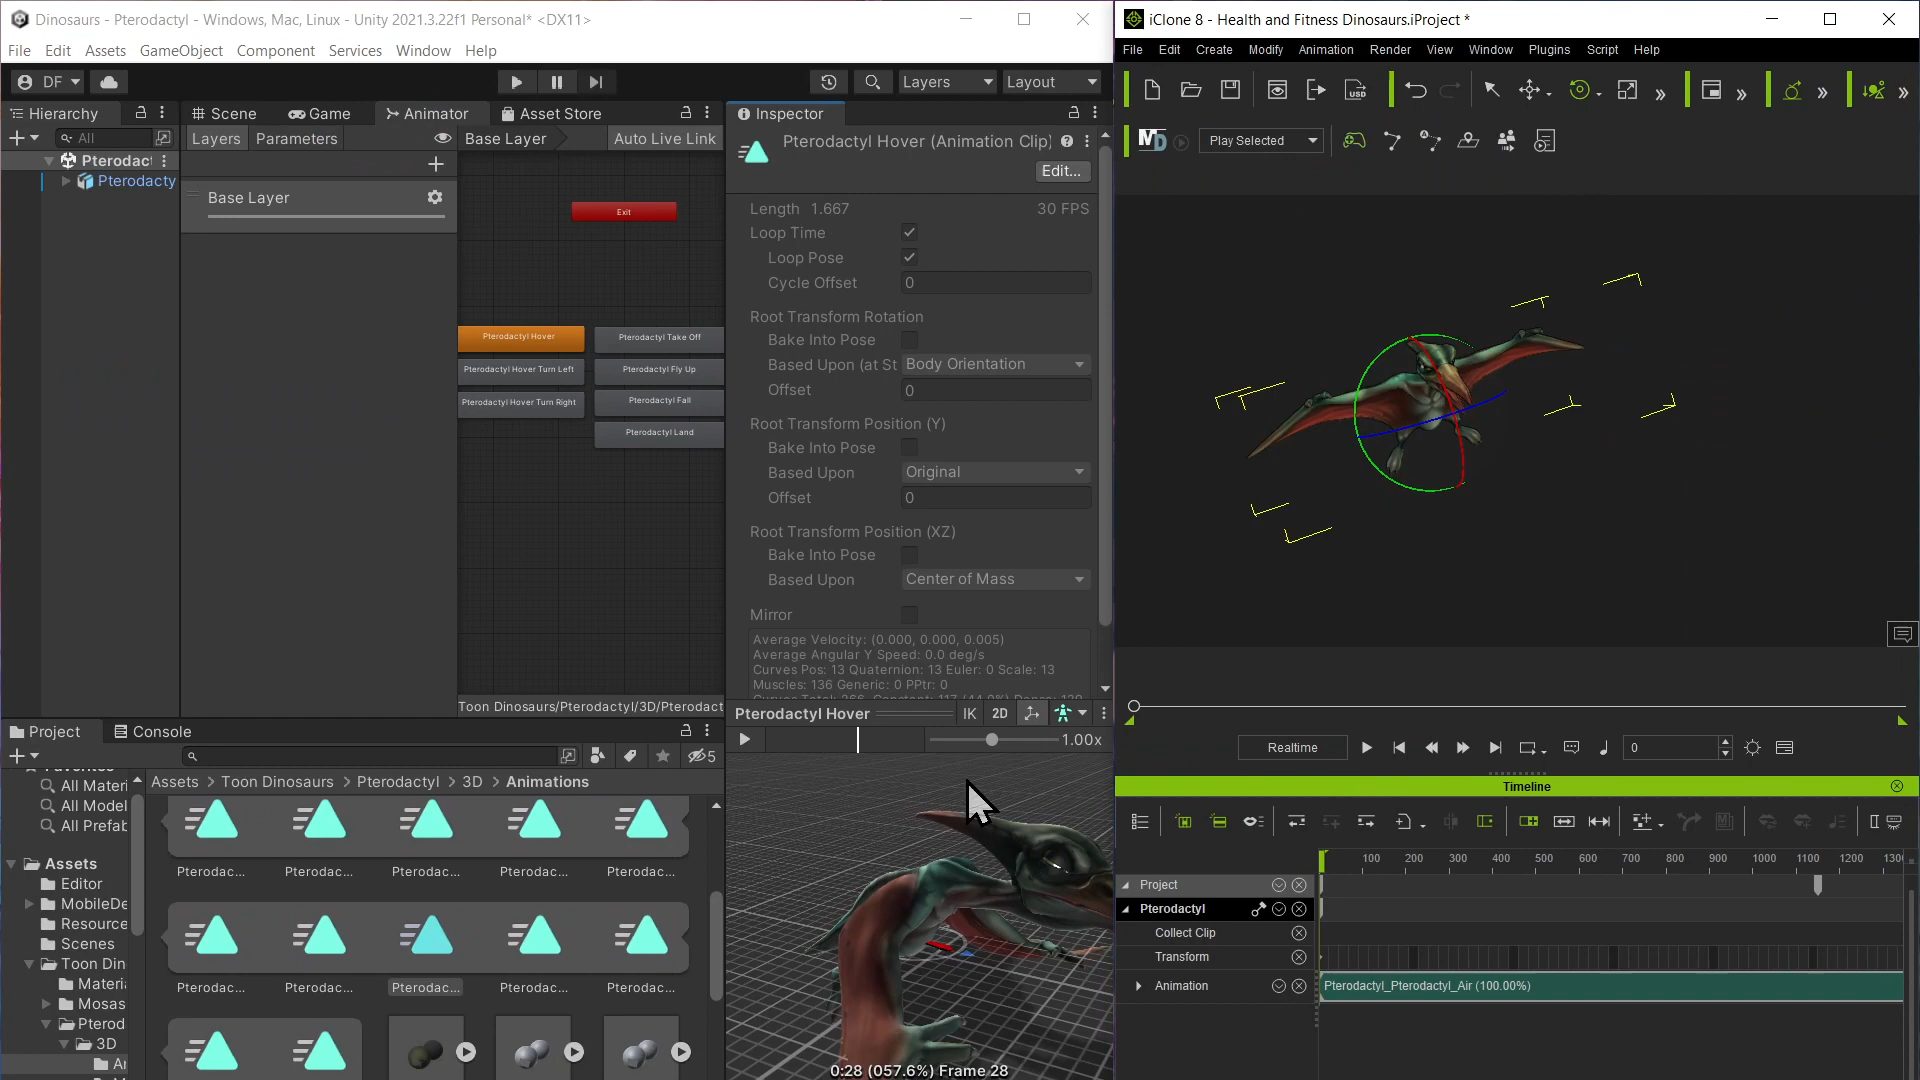 Dinosaurs - Pterodactyl - Windows, Mac, Linux - Unity 2021.3.22f1 Personal* <DX11>
File Edit Assets GameObject Component Services Window Help
DF
Layers Layout
Hierarchy
All
Pterodact
Pterodacty
Scene Game Animator Asset Store
Layers Parameters
Base Layer Auto Live Link
Base Layer
Exit
Pterodactyl Hover Pterodactyl Take Off
Pterodactyl Hover Turn Left Pterodactyl Fly Up
Pterodactyl Hover Turn Right Pterodactyl Fall
Pterodactyl Land
Toon Dinosaurs/Pterodactyl/3D/Pterodact
Inspector
Pterodactyl Hover (Animation Clip)
Edit...
Length 1.667 30 FPS
Loop Time
Loop Pose
Cycle Offset 0
Root Transform Rotation
Bake Into Pose
Based Upon (at St Body Orientation
Offset 0
Root Transform Position (Y)
Bake Into Pose
Based Upon Original
Offset 0
Root Transform Position (XZ)
Bake Into Pose
Based Upon Center of Mass
Mirror
Average Velocity: (0.000, 0.000, 0.005)
Average Angular Y Speed: 0.0 deg/s
Curves Pos: 13 Quaternion: 13 Euler: 0 Scale: 13
Muscles: 136 Generic: 0 PPtr: 0
Pterodactyl Hover IK 2D
1.00x
0:28 (057.6%) Frame 28
Project Console
5
Favorites
All Materi
All Model
All Prefab
Assets
Editor
MobileDe
Resource
Scenes
Toon Din
Materi
Mosas
Pterod
3D
Ar
Assets > Toon Dinosaurs > Pterodactyl > 3D > Animations
Pterodac... Pterodac... Pterodac... Pterodac... Pterodac...
Pterodac... Pterodac... Pterodac... Pterodac... Pterodac...
iClone 8 - Health and Fitness Dinosaurs.iProject *
File Edit Create Modify Animation Render View Window Plugins Script Help
USD
MD Play Selected
Realtime 0
Timeline
100 200 300 400 500 600 700 800 900 1000 1100 1200 130
Project
Pterodactyl
Collect Clip
Transform
Animation Pterodactyl_Pterodactyl_Air (100.00%)